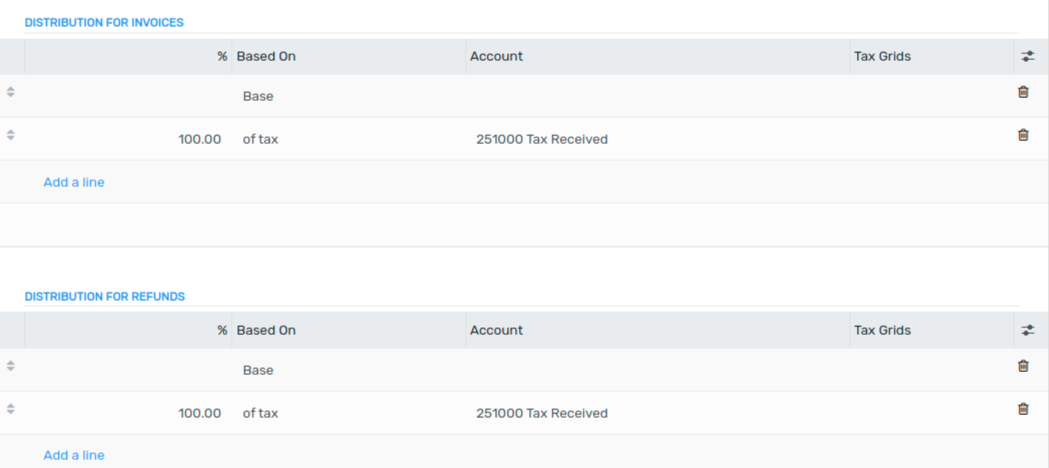 DISTRIBUTION FOR INVOICES
% Based On Account Tax Grids
Base
100.00 of tax 251000 Tax Received
Add a line
DISTRIBUTION FOR REFUNDS
% Based On Account Tax Grids
Base
100.00 of tax 251000 Tax Received
Add a line